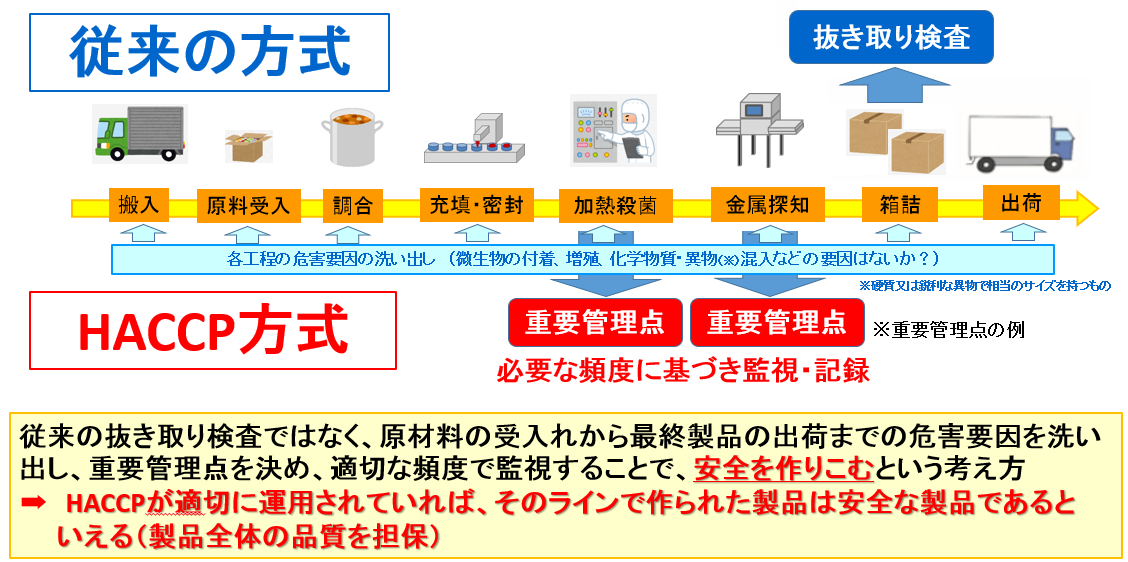 従来の方式
抜き取り検査
搬入
原料受入
調合
充填・密封
加熱殺菌
金属探知
箱詰
出荷
各工程の危害要因の洗い出し (微生物の付着、増殖、化学物質・異物(※)混入などの要因はないか?)
※硬質又は鋭利な異物で相当のサイズを持つもの
HACCP方式
重要管理点
重要管理点
※重要管理点の例
必要な頻度に基づき監視・記録
従来の抜き取り検査ではなく、原材料の受入れから最終製品の出荷までの危害要因を洗い
出し、重要管理点を決め、適切な頻度で監視することで、安全を作りこむという考え方
➡ HACCPが適切に運用されていれば、そのラインで作られた製品は安全な製品であると
いえる(製品全体の品質を担保)